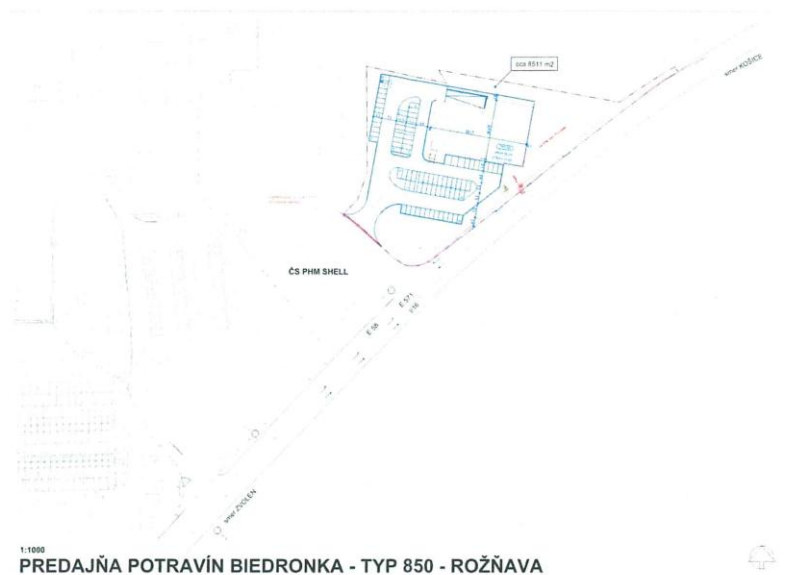 cca 8511 m2
smer KOŠICE
ČS PHM SHELL
E 571
I/16
E 58
smer ZVOLEN
1:1000
PREDAJŇA POTRAVÍN BIEDRONKA - TYP 850 - ROŽŇAVA